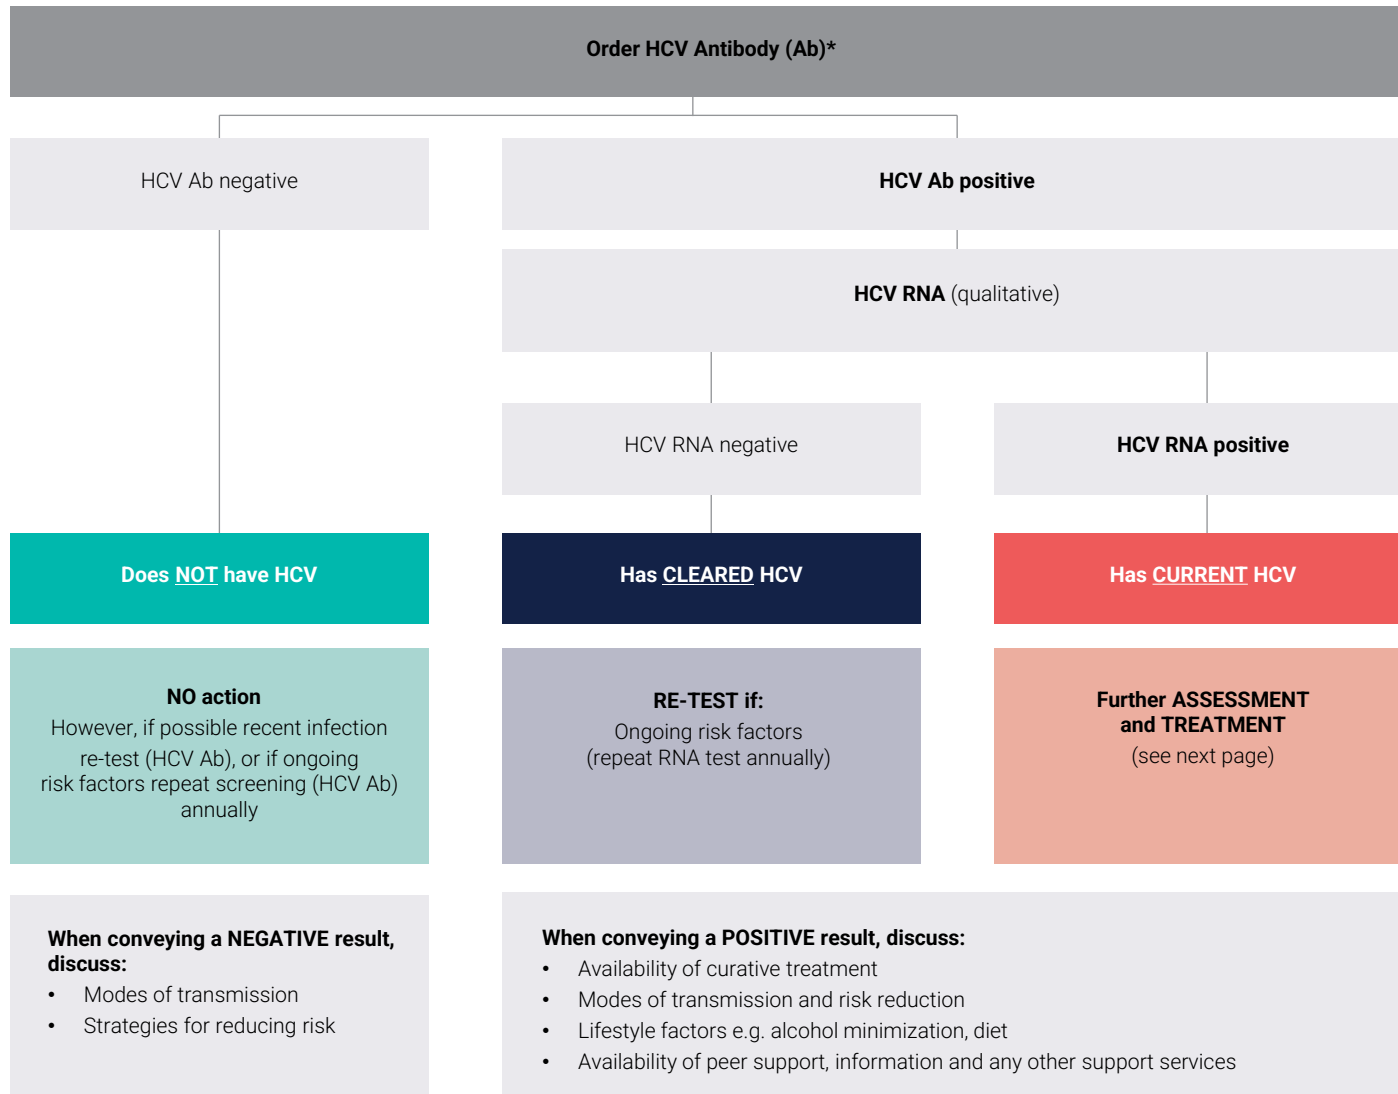 Order HCV Antibody (Ab)*
HCV Ab negative
HCV Ab positive
HCV RNA (qualitative)
HCV RNA negative
HCV RNA positive
Does NOT have HCV
Has CLEARED HCV
Has CURRENT HCV
NO action
However, if possible recent infection
re-test (HCV Ab), or if ongoing
risk factors repeat screening (HCV Ab)
annually
RE-TEST if:
Ongoing risk factors
(repeat RNA test annually)
Further ASSESSMENT
and TREATMENT
(see next page)
When conveying a NEGATIVE result,
discuss:
• Modes of transmission
• Strategies for reducing risk
When conveying a POSITIVE result, discuss:
• Availability of curative treatment
• Modes of transmission and risk reduction
• Lifestyle factors e.g. alcohol minimization, diet
• Availability of peer support, information and any other support services